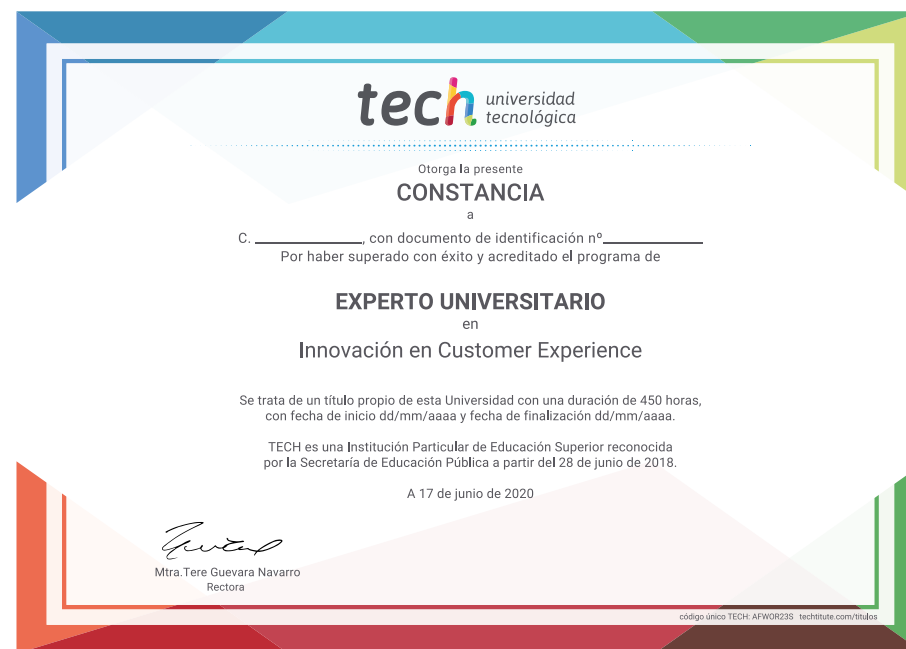 tech universidad
tecnológica
Otorga la presente
CONSTANCIA
a
C. ______________, con documento de identificación nº_____________
Por haber superado con éxito y acreditado el programa de
EXPERTO UNIVERSITARIO
en
Innovación en Customer Experience
Se trata de un título propio de esta Universidad con una duración de 450 horas,
con fecha de inicio dd/mm/aaaa y fecha de finalización dd/mm/aaaa.
TECH es una Institución Particular de Educación Superior reconocida
por la Secretaría de Educación Pública a partir del 28 de junio de 2018.
A 17 de junio de 2020
Mtra.Tere Guevara Navarro
Rectora
código único TECH: AFWOR23S techtitute.com/titulos